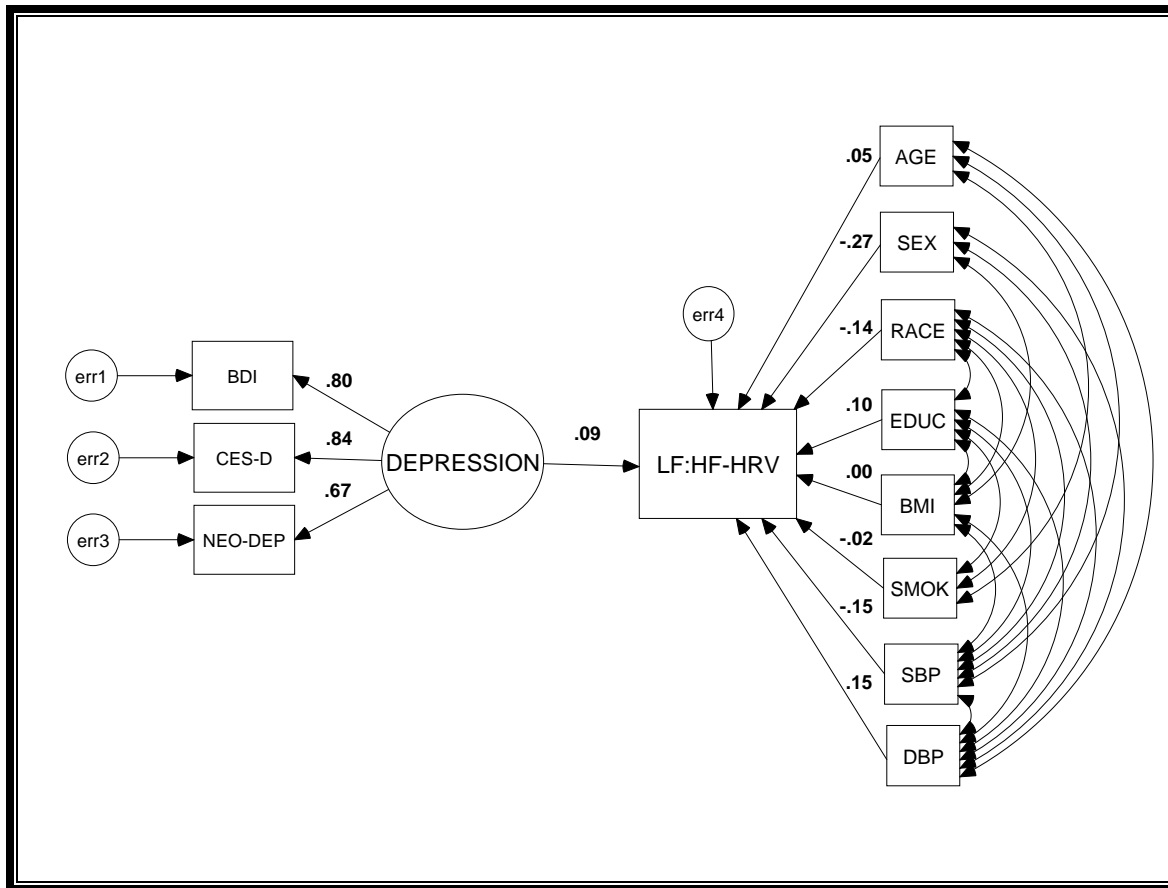 err1
BDI
.80
err2
CES-D
.84
err3
NEO-DEP
.67
DEPRESSION
.09
err4
LF:HF-HRV
.05
AGE
-.27
SEX
-.14
RACE
.10
EDUC
.00
BMI
-.02
SMOK
-.15
SBP
.15
DBP